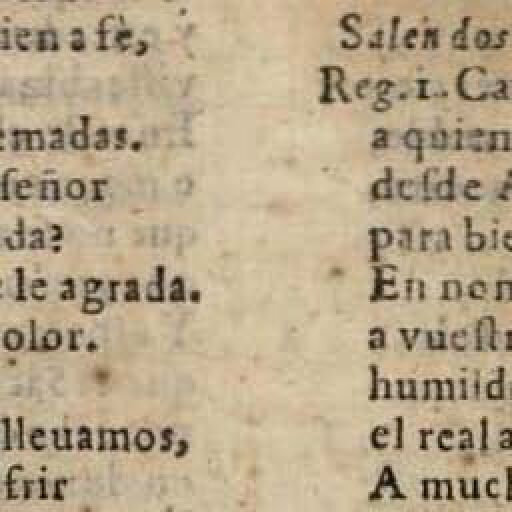 ien a fè,
emadas.
señor
da?
le agrada.
olor.
lleuamos,
frir
Salen dos
Reg.1. Ca
a quien
desde A
para bie
En nom
a vuestr
humild
el real a
A much